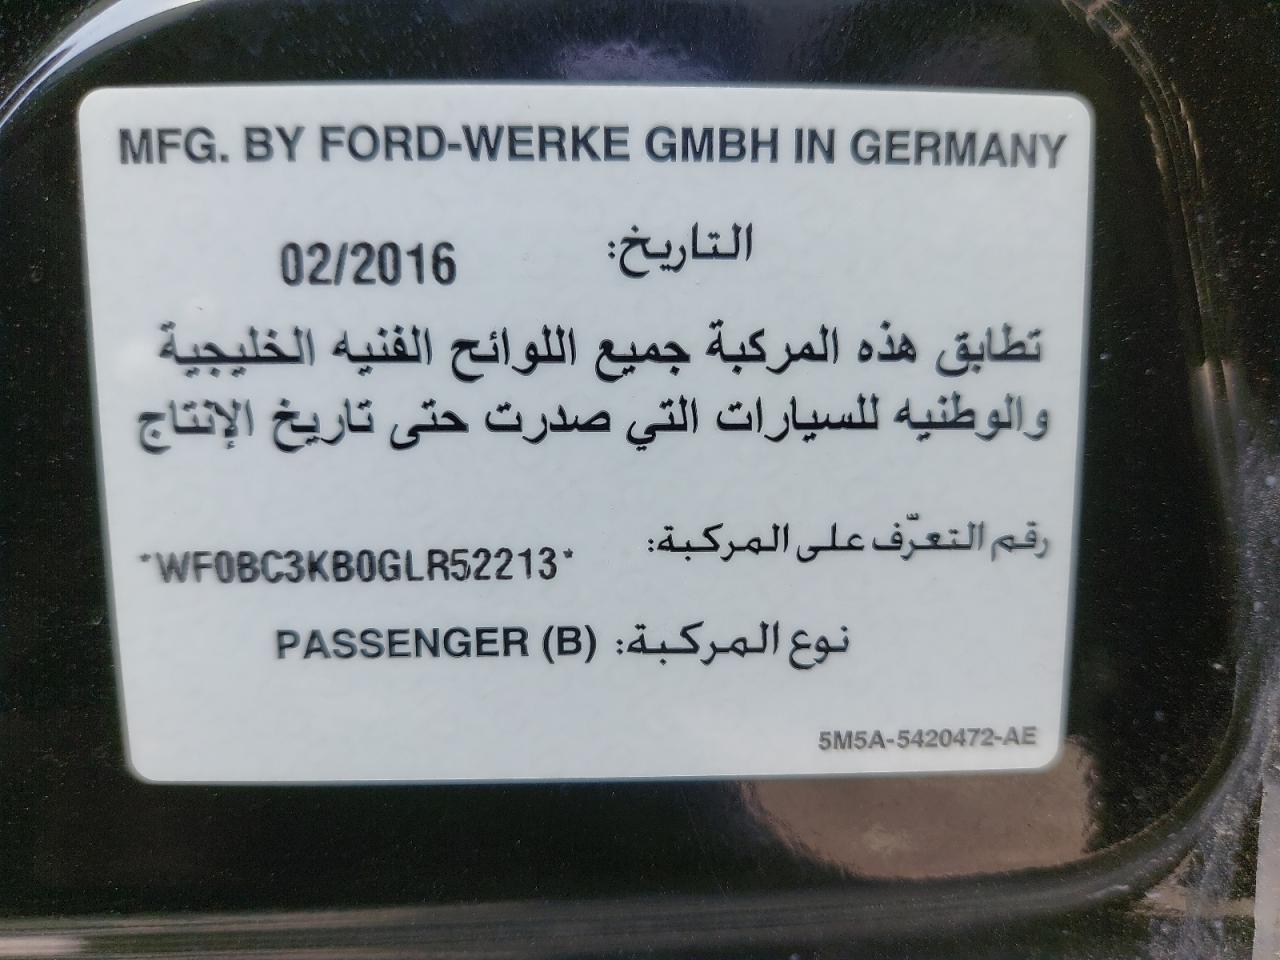 MFG. BY FORD-WERKE GMBH IN GERMANY
التاريخ: 02/2016
تطابق هذه المركبة جميع اللوائح الفنيه الخليجية
والوطنيه للسيارات التي صدرت حتى تاريخ الإنتاج
رقم التعرّف على المركبة: *WF0BC3KB0GLR52213*
نوع المركبة: PASSENGER (B)
5M5A-5420472-AE